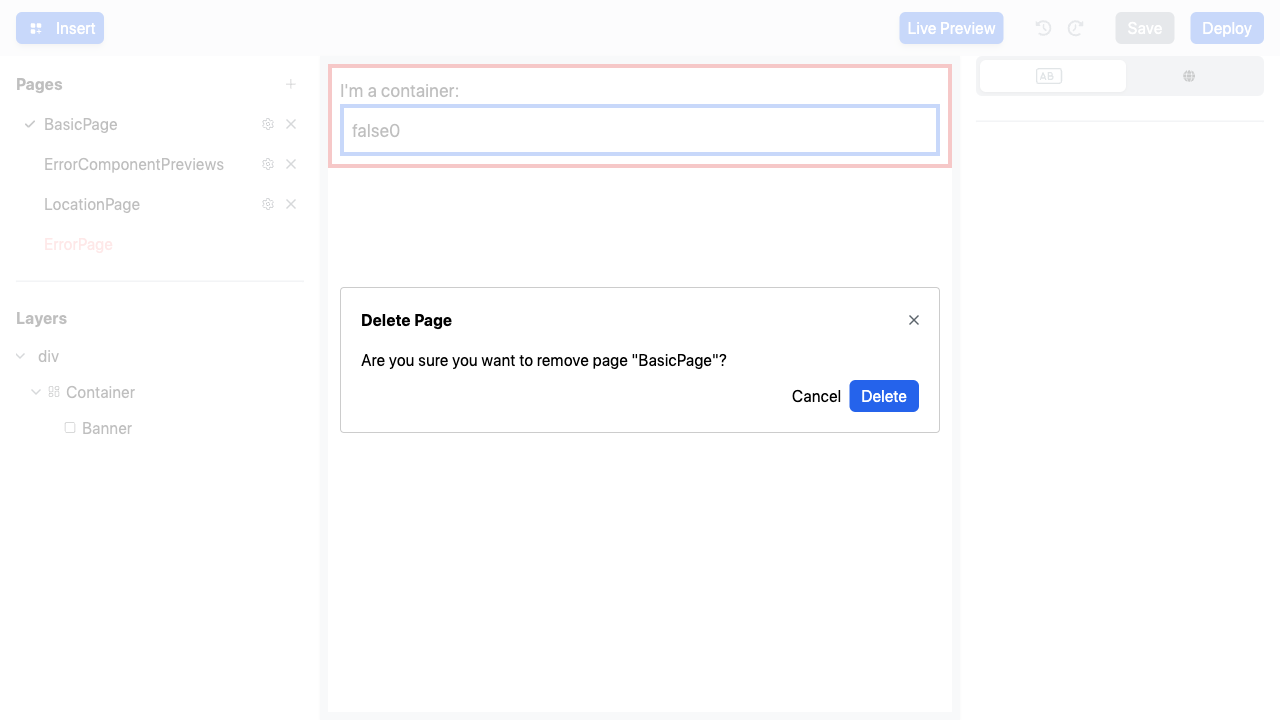 Insert
Live Preview
Save
Deploy
Pages
BasicPage
ErrorComponentPreviews
LocationPage
ErrorPage
Layers
div
Container
Banner
I'm a container:
false0
AB
Delete Page
Are you sure you want to remove page "BasicPage"?
Cancel
Delete